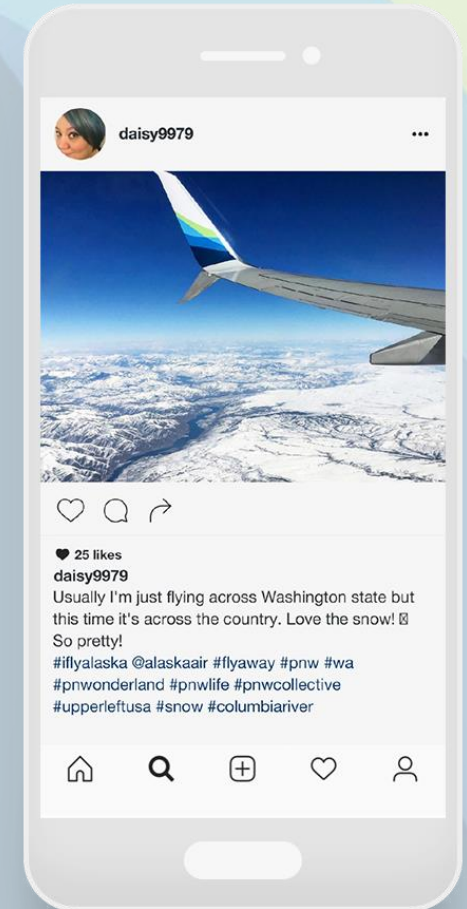 daisy9979
25 likes
daisy9979
Usually I'm just flying across Washington state but
this time it's across the country. Love the snow!
So pretty!
#iflyalaska @alaskaair #flyaway #pnw #wa
#pnwonderland #pnwlife #pnwcollective
#upperleftusa #snow #columbiariver